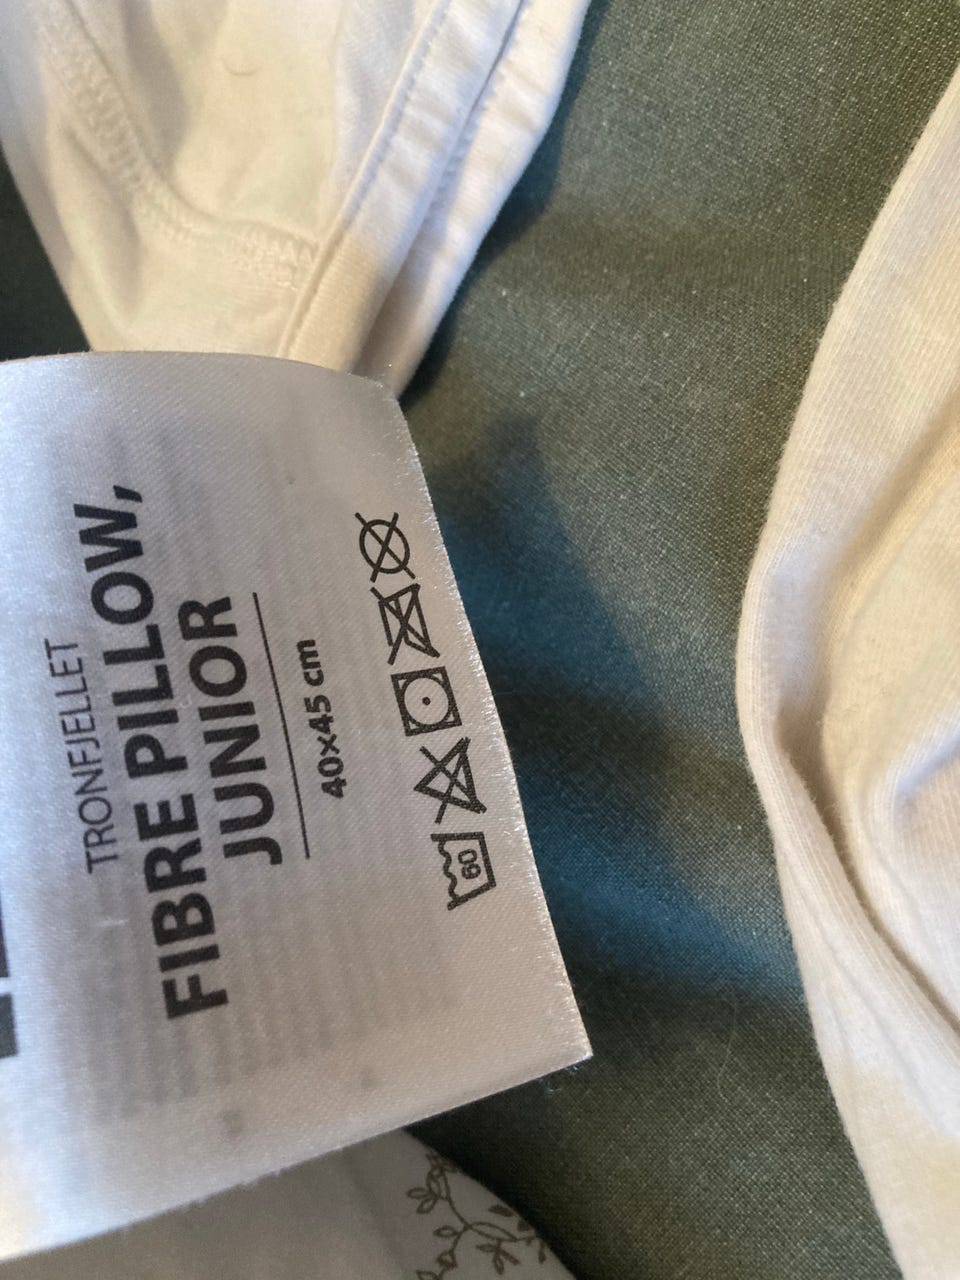 TRONFJELLET
FIBRE PILLOW,
JUNIOR
40x45 cm
60